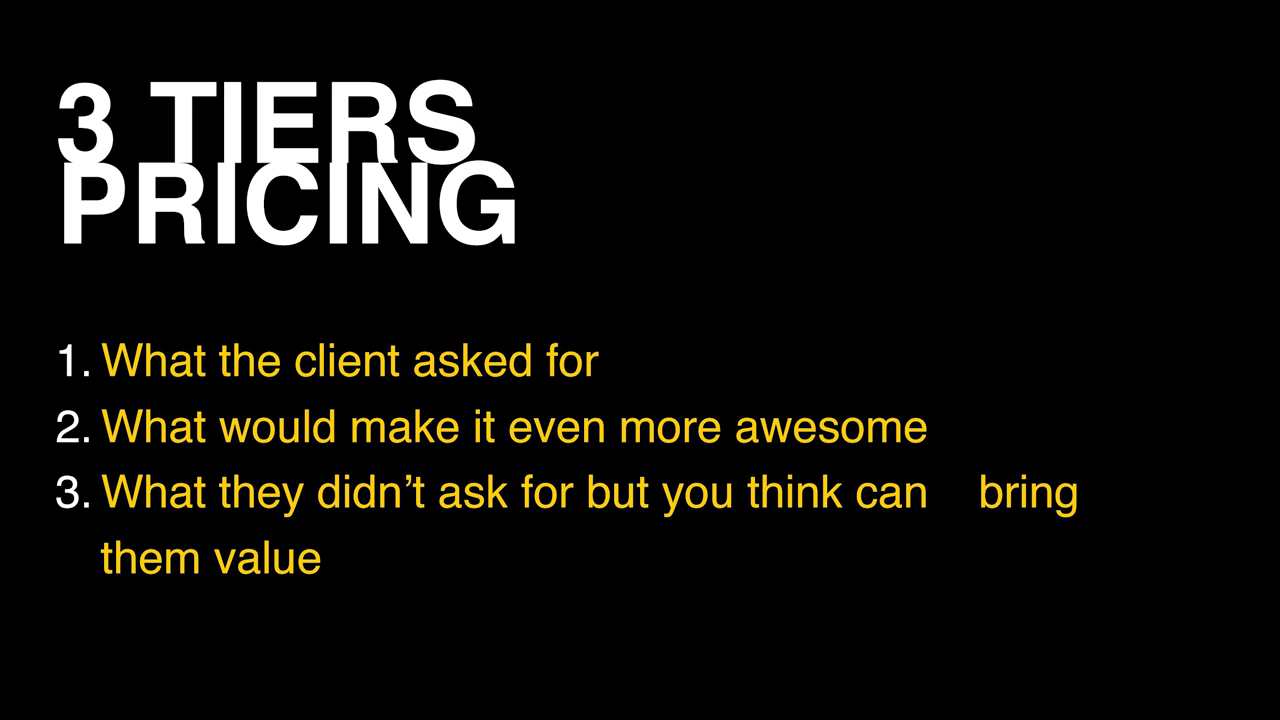 3 TIERS
PRICING
1. What the client asked for
2. What would make it even more awesome
3. What they didn’t ask for but you think can bring
them value